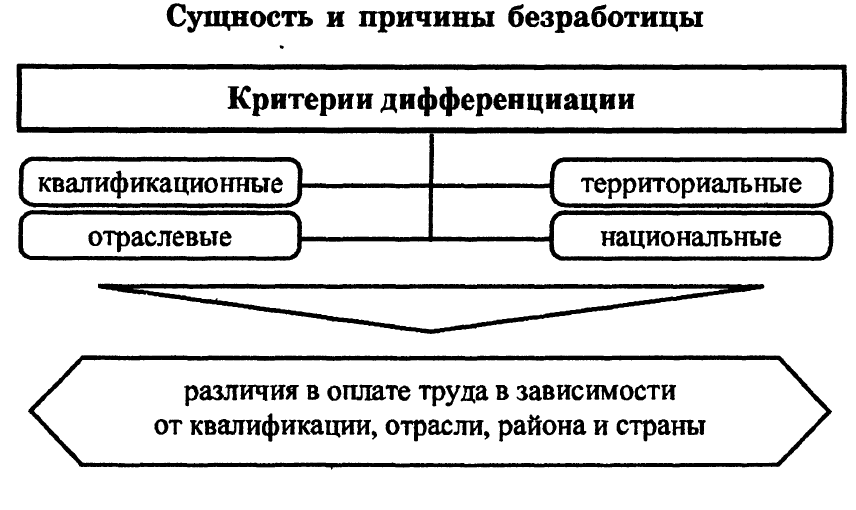 Сущность и причины безработицы
Критерии дифференциации
квалификационные
территориальные
отраслевые
национальные
различия в оплате труда в зависимости
от квалификации, отрасли, района и страны